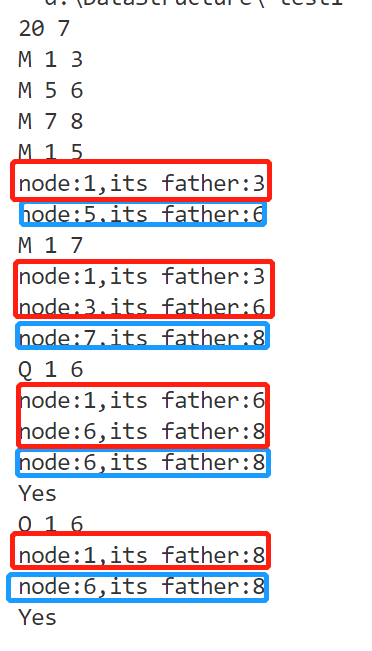 20 7
M 1 3
M 5 6
M 7 8
M 1 5
node:1,its father:3
node:5,its father:6
M 1 7
node:1,its father:3
node:3,its father:6
node:7,its father:8
Q 1 6
node:1,its father:6
node:6,its father:8
node:6,its father:8
Yes
Q 1 6
node:1,its father:8
node:6,its father:8
Yes